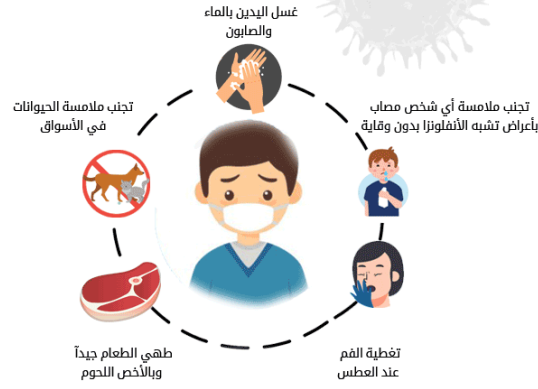 غسل اليدين بالماء
والصابون
تجنب ملامسة أي شخص مصاب
بأعراض تشبه الأنفلونزا بدون وقاية
تجنب ملامسة الحيوانات
في الأسواق
تغطية الفم
عند العطس
طهي الطعام جيدآ
وبالأخص اللحوم